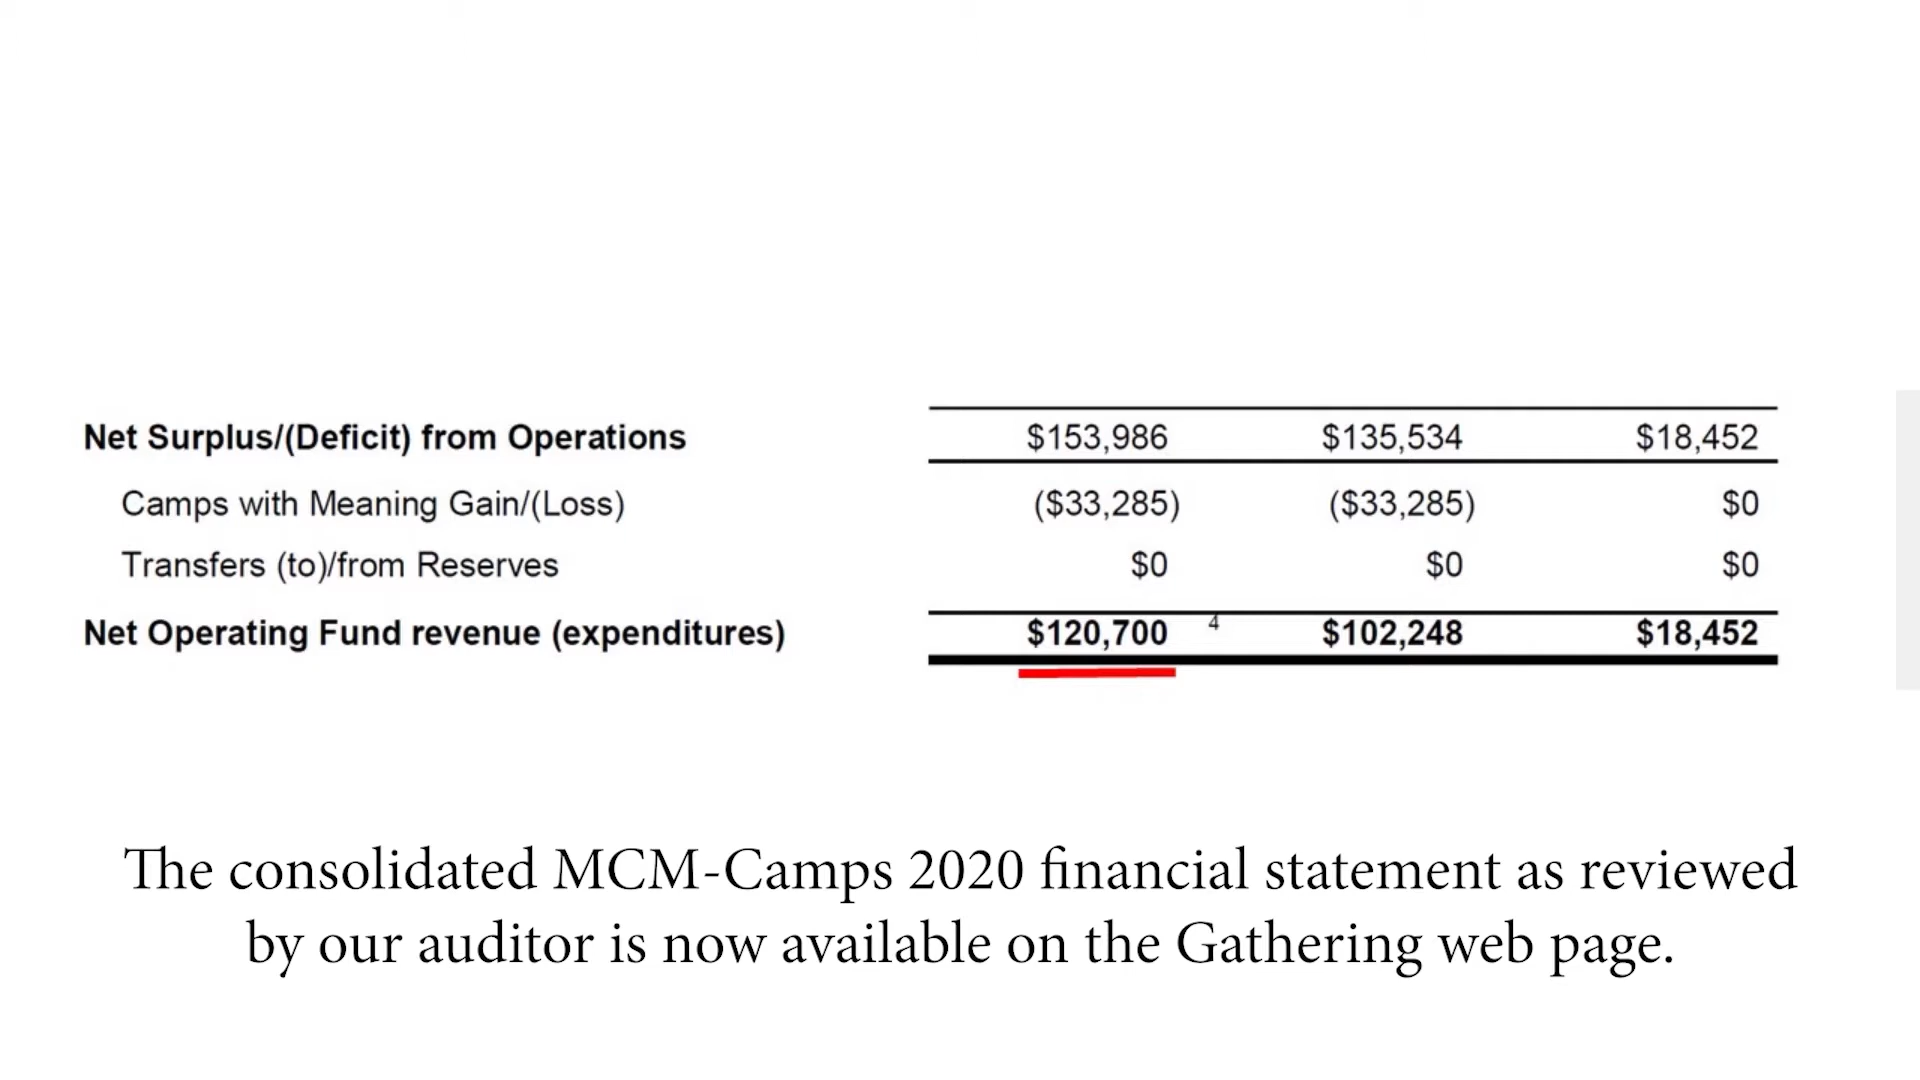 Net Surplus/(Deficit) from Operations $153,986 $135,534 $18,452
Camps with Meaning Gain/(Loss) ($33,285) ($33,285) $0
Transfers (to)/from Reserves $0 $0 $0
Net Operating Fund revenue (expenditures) $120,700 4 $102,248 $18,452
The consolidated MCM-Camps 2020 financial statement as reviewed
by our auditor is now available on the Gathering web page.